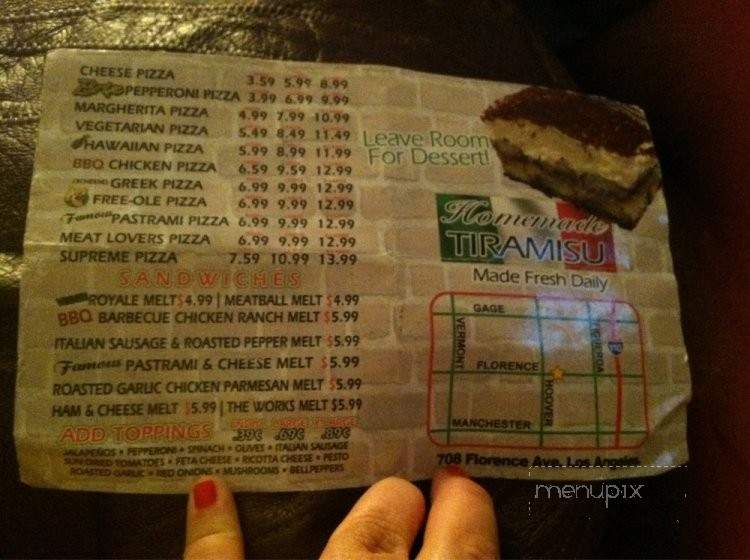 CHEESE PIZZA 3.59 5.99 8.99
PEPPERONI PIZZA 3.99 6.99 9.99
MARGHERITA PIZZA 4.99 7.99 10.99
VEGETARIAN PIZZA 5.49 8.49 11.49
HAWAIIAN PIZZA 5.99 8.99 11.99
BBQ CHICKEN PIZZA 6.59 9.59 12.99
GREEK PIZZA 6.99 9.99 12.99
FREE-OLE PIZZA 6.99 9.99 12.99
Famous PASTRAMI PIZZA 6.99 9.99 12.99
MEAT LOVERS PIZZA 6.99 9.99 12.99
SUPREME PIZZA 7.59 10.99 13.99
SANDWICHES
ROYALE MELT $4.99 | MEATBALL MELT $4.99
BBQ BARBECUE CHICKEN RANCH MELT $5.99
ITALIAN SAUSAGE & ROASTED PEPPER MELT $5.99
Famous PASTRAMI & CHEESE MELT $5.99
ROASTED GARLIC CHICKEN PARMESAN MELT $5.99
HAM & CHEESE MELT $5.99 | THE WORKS MELT $5.99
ADD TOPPINGS .39¢ .69¢ .89¢
JALAPEÑOS • PEPPERONI • SPINACH • OLIVES • ITALIAN SAUSAGE
SUN DRIED TOMATOES • FETA CHEESE • RICOTTA CHEESE • PESTO
ROASTED GARLIC • RED ONIONS • MUSHROOMS • BELLPEPPERS
Leave Room
For Dessert!
Homemade
TIRAMISU
Made Fresh Daily
GAGE
VERMONT
FIGUEROA
FLORENCE
HOOVER
MANCHESTER
708 Florence Ave. Los Angeles
menupix